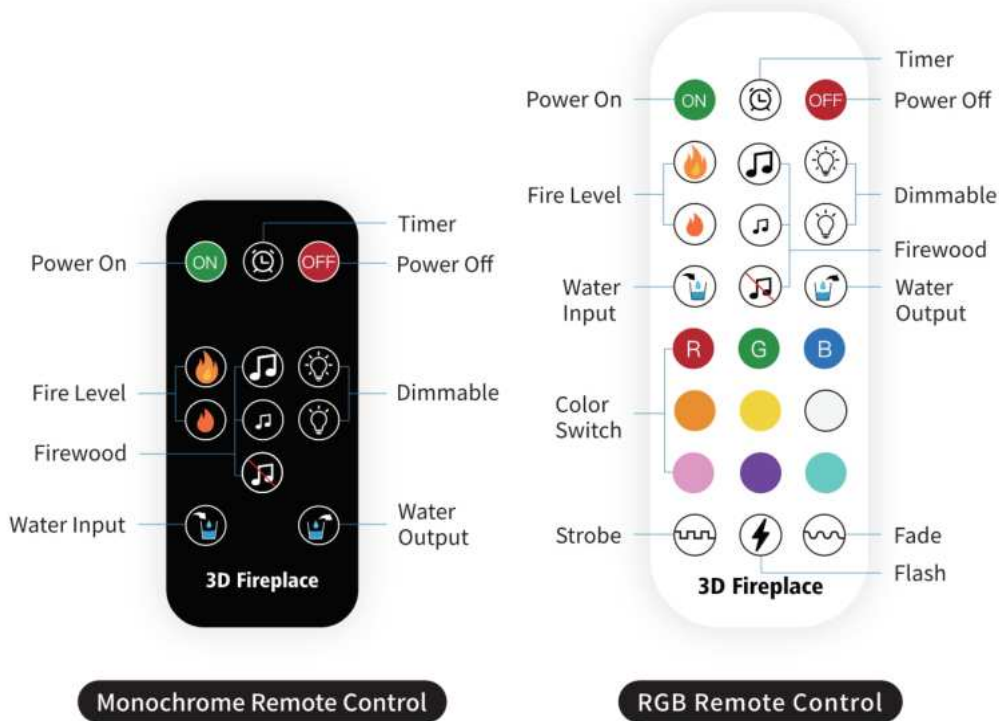 Timer
Power On
ON
OFF
Power Off
Fire Level
Dimmable
Firewood
Water Input
Water
Output
3D Fireplace
Monochrome Remote Control
Timer
Power On
ON
OFF
Power Off
Fire Level
Dimmable
Firewood
Water
Input
Water
Output
R
G
B
Color
Switch
Strobe
Fade
Flash
3D Fireplace
RGB Remote Control